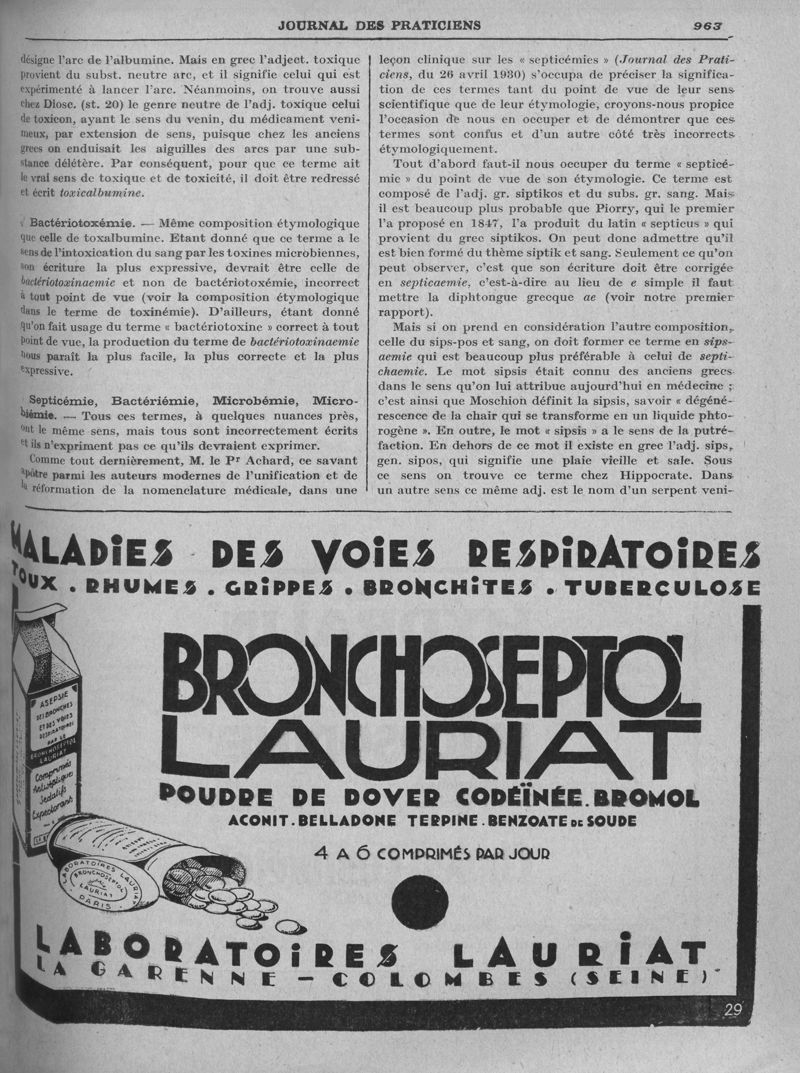 JOURNAL DES PRATICIENS 963
désigne l'arc de l'albumine. Mais en grec l'adject. toxique
provient du subst. neutre arc, et il signifie celui qui est
expérimenté à lancer l'arc. Néanmoins, on trouve aussi
chez Diosc. (st. 20) le genre neutre de l'adj. toxique celui
de toxicon, ayant le sens du venin, du médicament veni-
meux, par extension de sens, puisque chez les anciens
grecs on enduisait les aiguilles des arcs par une sub-
stance délétère. Par conséquent, pour que ce terme ait
le vrai sens de toxique et de toxicité, il doit être redressé
et écrit toxicalbumine.
Bactériotoxémie. — Même composition étymologique
que celle de toxalbumine. Etant donné que ce terme a le
sens de l'intoxication du sang par les toxines microbiennes,
son écriture la plus expressive, devrait être celle de
bactériotoxinaemie et non de bactériotoxémie, incorrect
à tout point de vue (voir la composition étymologique
dans le terme de toxinémie). D'ailleurs, étant donné
qu'on fait usage du terme « bactériotoxine » correct à tout
point de vue, la production du terme de bactériotoxinaemie
nous paraît la plus facile, la plus correcte et la plus
expressive.
Septicémie, Bactériémie, Microbémie, Micro-
biémie. — Tous ces termes, à quelques nuances près,
ont le même sens, mais tous sont incorrectement écrits
et ils n'expriment pas ce qu'ils devraient exprimer.
Comme tout dernièrement, M. le Pr Achard, ce savant
apôtre parmi les auteurs modernes de l'unification et de
la réformation de la nomenclature médicale, dans une
leçon clinique sur les « septicémies » (Journal des Prati-
ciens, du 26 avril 1930) s'occupa de préciser la significa-
tion de ces termes tant du point de vue de leur sens
scientifique que de leur étymologie, croyons-nous propice
l'occasion de nous en occuper et de démontrer que ces
termes sont confus et d'un autre côté très incorrects
étymologiquement.
Tout d'abord faut-il nous occuper du terme « septicé-
mie » du point de vue de son étymologie. Ce terme est
composé de l'adj. gr. siptikos et du subs. gr. sang. Mais
il est beaucoup plus probable que Piorry, qui le premier
l'a proposé en 1847, l'a produit du latin « septicus » qui
provient du grec siptikos. On peut donc admettre qu'il
est bien formé du thème siptik et sang. Seulement ce qu'on
peut observer, c'est que son écriture doit être corrigée
en septicaemie, c'est-à-dire au lieu de e simple il faut
mettre la diphtongue grecque ae (voir notre premier
rapport).
Mais si on prend en considération l'autre composition,
celle du sips-pos et sang, on doit former ce terme en sips-
aemie qui est beaucoup plus préférable à celui de septi-
chaemie. Le mot sipsis était connu des anciens grecs
dans le sens qu'on lui attribue aujourd'hui en médecine ;
c'est ainsi que Moschion définit la sipsis, savoir « dégéné-
rescence de la chair qui se transforme en un liquide phto-
rogène ». En outre, le mot « sipsis » a le sens de la putré-
faction. En dehors de ce mot il existe en grec l'adj. sips,
gen. sipos, qui signifie une plaie vieille et sale. Sous
ce sens on trouve ce terme chez Hippocrate. Dans
un autre sens ce même adj. est le nom d'un serpent veni-
MALADIES DES VOIES RESPIRATOIRES
TOUX . RHUMES . GRIPPES . BRONCHITES . TUBERCULOSE
BRONCHOSEPTOL
LAURIAT
POUDRE DE DOVER CODÉÏNÉE . BROMOL
ACONIT . BELLADONE TERPINE . BENZOATE DE SOUDE
4 A 6 COMPRIMÉS PAR JOUR
ASEPSIE
DES BRONCHES
ET DES VOIES
RESPIRATOIRES
PAR LE
BRONCHOSEPTOL
LAURIAT
Comprimés
Antiseptiques
Sédatifs
Expectorants
LABORATOIRES LAURIAT
BRONCHOSEPTOL
LAURIAT
PARIS
LABORATOIRES LAURIAT
LA GARENNE — COLOMBES (SEINE)
29